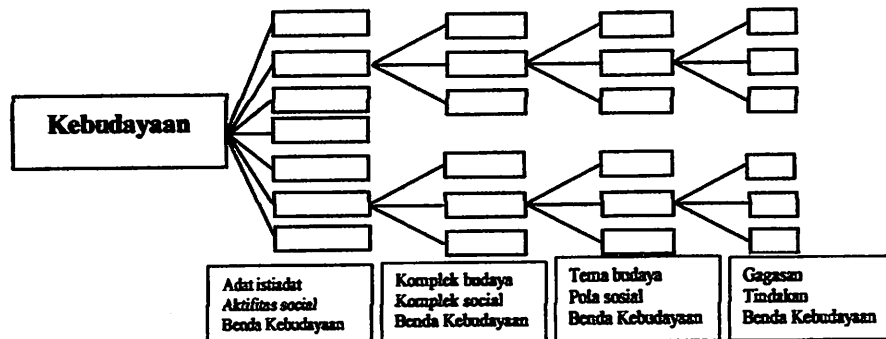 Kebudayaan
Adat istiadat
Aktifitas social
Benda Kebudayaan
Komplek budaya
Komplek social
Benda Kebudayaan
Tema budaya
Pola sosial
Benda Kebudayaan
Gagasan
Tindakan
Benda Kebudayaan